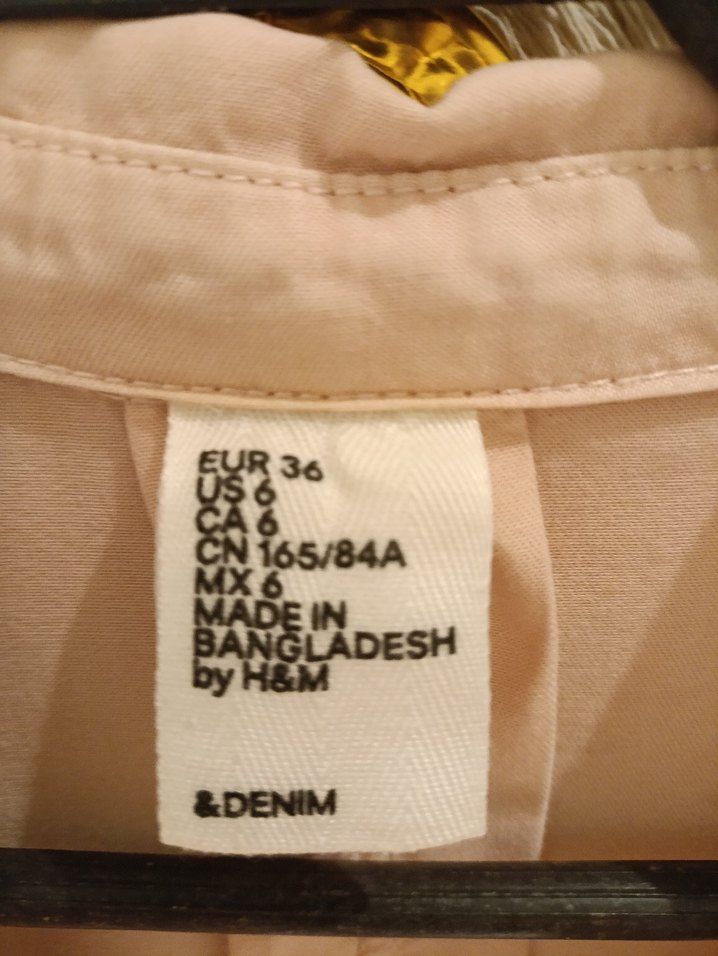 EUR 36
US 6
CA 6
CN 165/84A
MX 6
MADE IN
BANGLADESH
by H&M
&DENIM